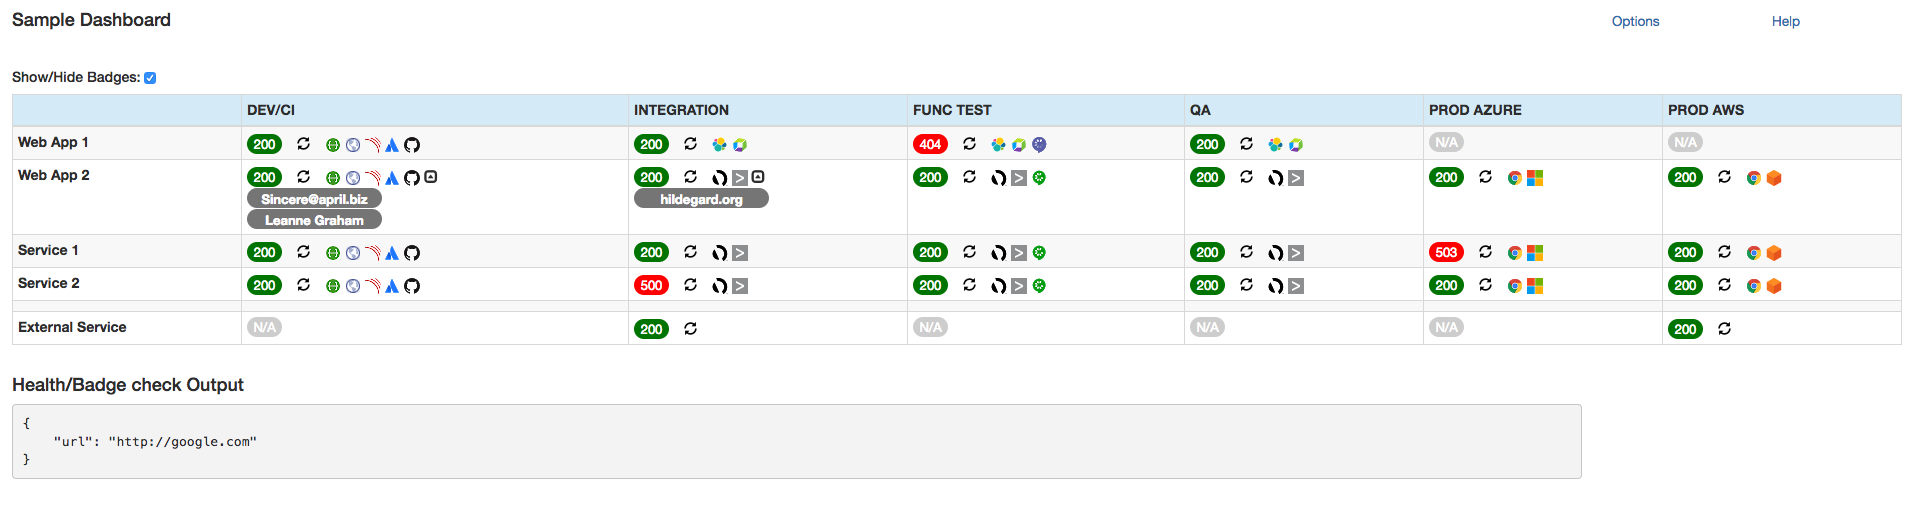 Sample Dashboard Options Help
Show/Hide Badges:
DEV/CI INTEGRATION FUNC TEST QA PROD AZURE PROD AWS
Web App 1 200 200 404 200 N/A N/A
Web App 2 200 200 200 200 200 200
Sincere@april.biz hildegard.org
Leanne Graham
Service 1 200 200 200 200 503 200
Service 2 200 500 200 200 200 200
External Service N/A 200 N/A N/A N/A 200
Health/Badge check Output
{
"url": "http://google.com"
}